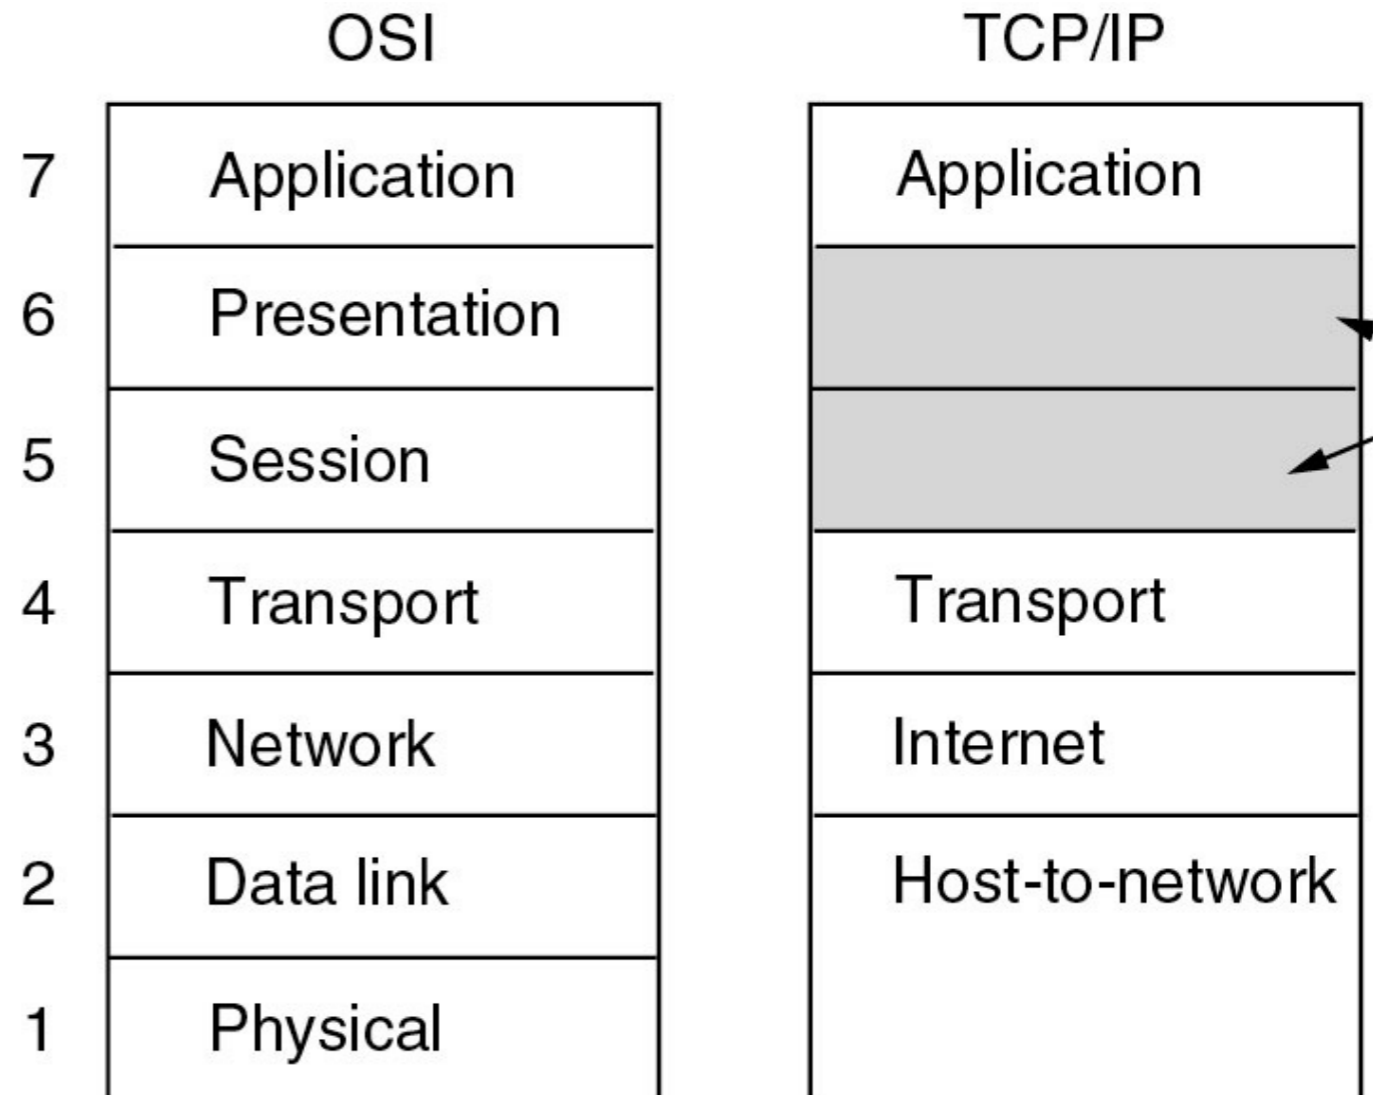 OSI TCP/IP
7 Application Application
6 Presentation
5 Session
4 Transport Transport
3 Network Internet
2 Data link Host-to-network
1 Physical